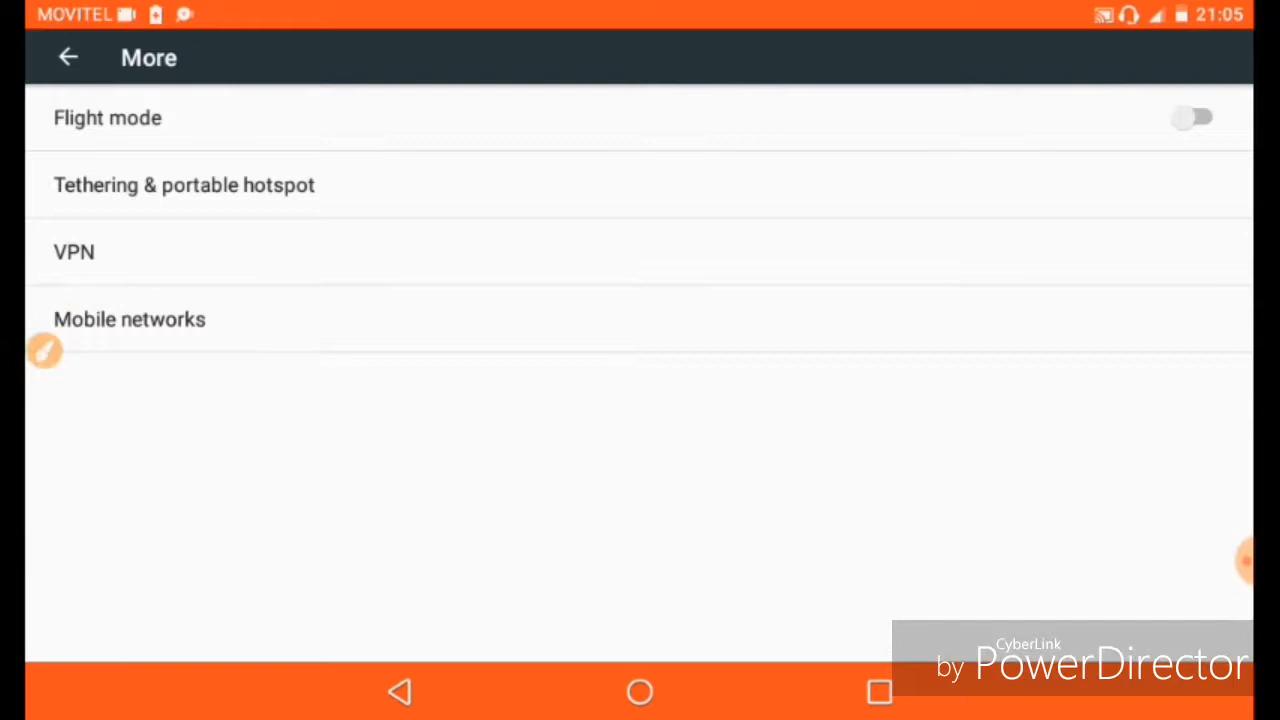 MOVITEL
21:05
More
Flight mode
Tethering & portable hotspot
VPN
Mobile networks
CyberLink
by PowerDirector